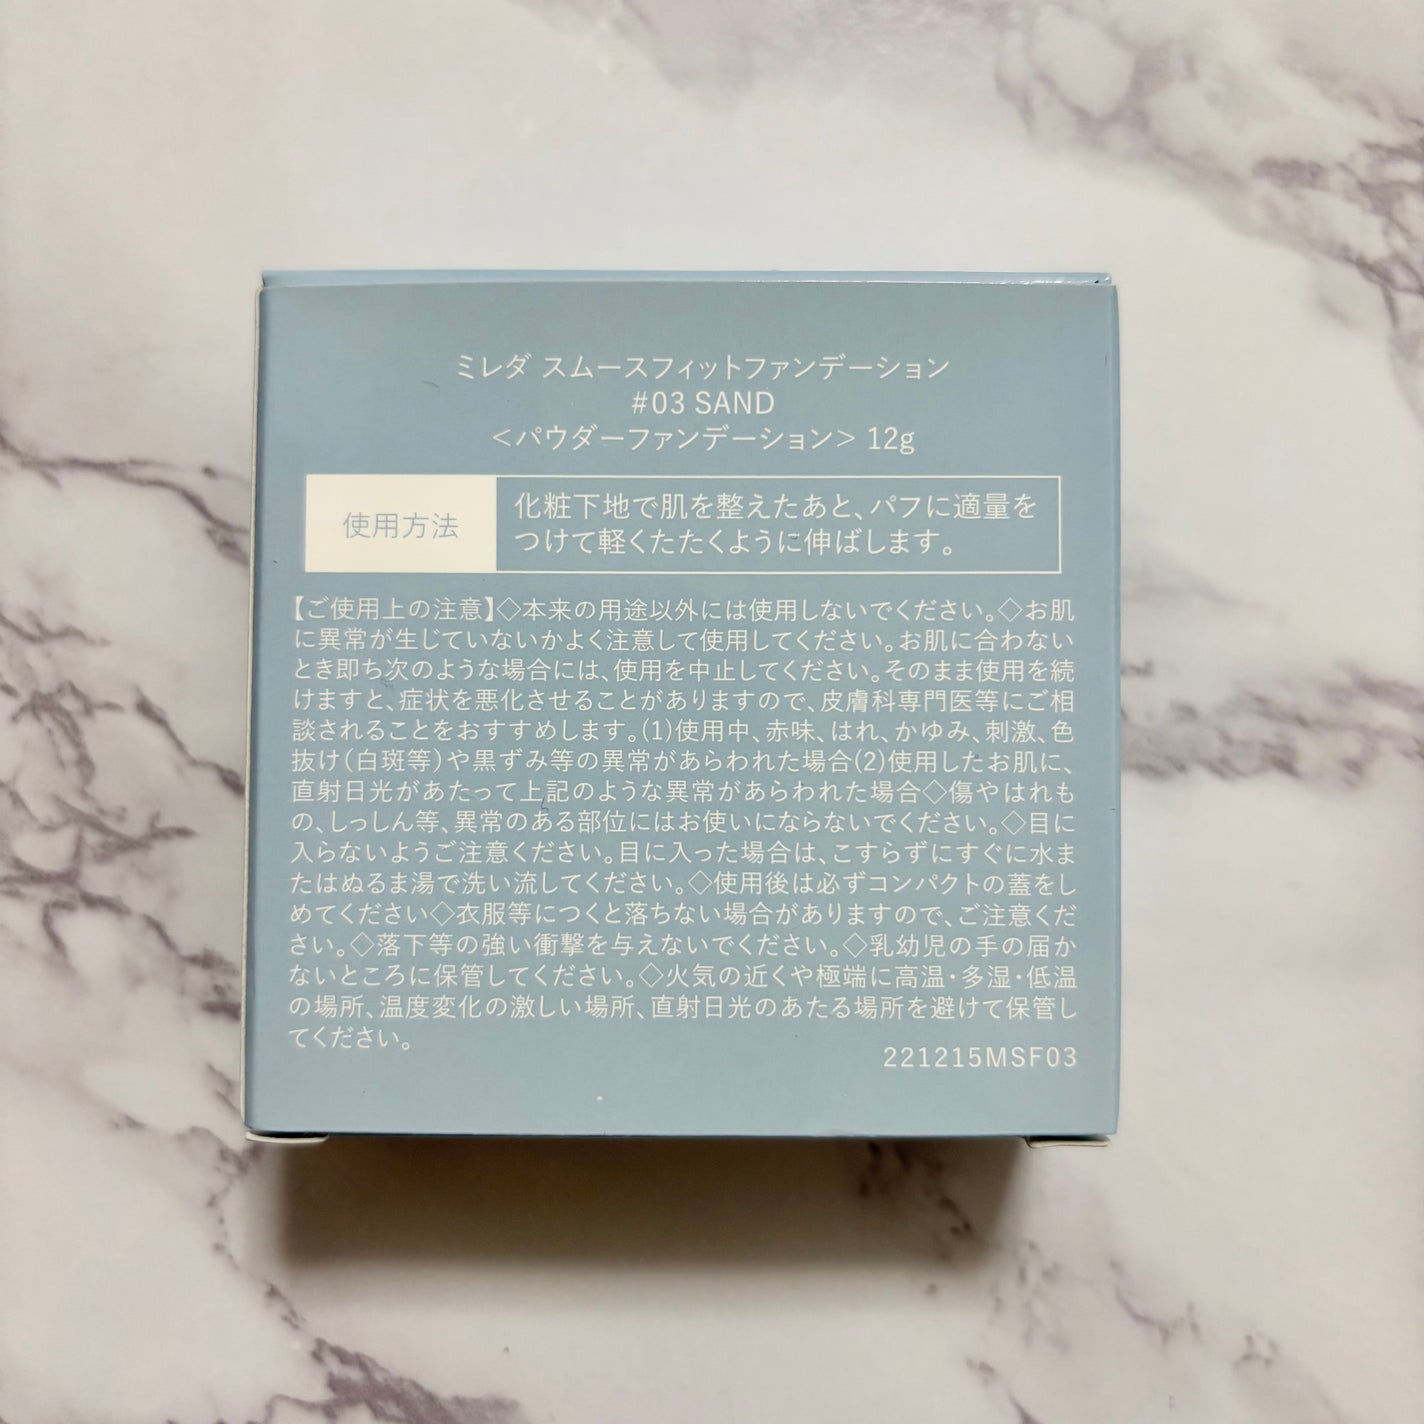 ミレダ スムースフィットファンデーション
#03 SAND
＜パウダーファンデーション＞ 12g
使用方法
化粧下地で肌を整えたあと、パフに適量を
つけて軽くたたくように伸ばします。
【ご使用上の注意】◇本来の用途以外には使用しないでください。◇お肌
に異常が生じていないかよく注意して使用してください。お肌に合わない
とき即ち次のような場合には、使用を中止してください。そのまま使用を続
けますと、症状を悪化させることがありますので、皮膚科専門医等にご相
談されることをおすすめします。(1)使用中、赤味、はれ、かゆみ、刺激、色
抜け(白斑等)や黒ずみ等の異常があらわれた場合(2)使用したお肌に、
直射日光があたって上記のような異常があらわれた場合◇傷やはれも
の、しっしん等、異常のある部位にはお使いにならないでください。◇目に
入らないようご注意ください。目に入った場合は、こすらずにすぐに水ま
たはぬるま湯で洗い流してください。◇使用後は必ずコンパクトの蓋をし
めてください◇衣服等につくと落ちない場合がありますので、ご注意くだ
さい。◇落下等の強い衝撃を与えないでください。◇乳幼児の手の届か
ないところに保管してください。◇火気の近くや極端に高温・多湿・低温
の場所、温度変化の激しい場所、直射日光のあたる場所を避けて保管し
てください。
221215MSF03